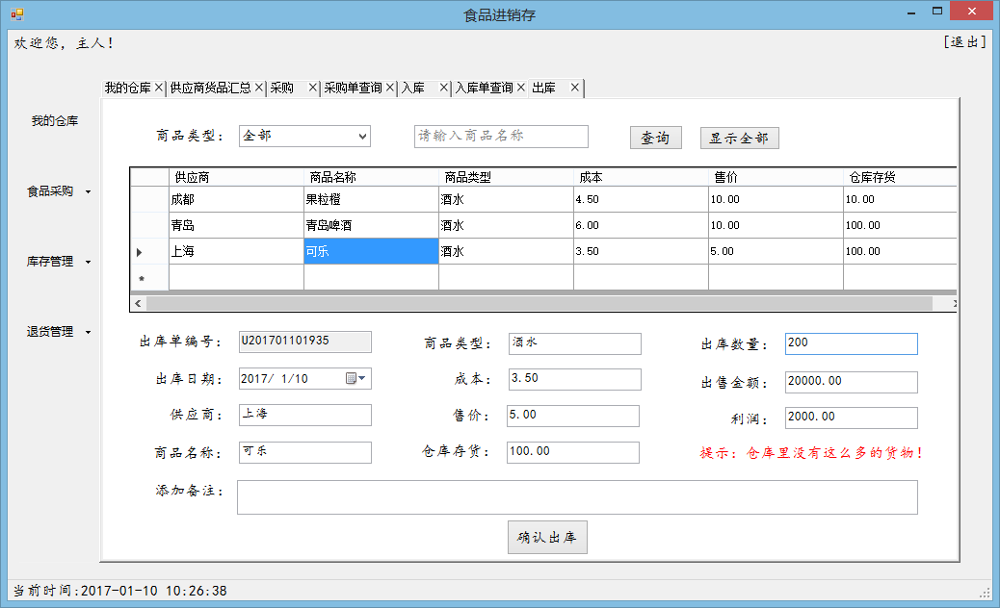 食品进销存
欢迎您, 主人!
[退出]
我的仓库 供应商货品汇总 采购 采购单查询 入库 入库单查询 出库
我的仓库
食品采购
库存管理
退货管理
商品类型: 全部 请输入商品名称 查询 显示全部
供应商 商品名称 商品类型 成本 售价 仓库存货
成都 果粒橙 酒水 4.50 10.00 10.00
青岛 青岛啤酒 酒水 6.00 10.00 100.00
上海 可乐 酒水 3.50 5.00 100.00
*
出库单编号: U201701101935 商品类型: 酒水 出库数量: 200
出库日期: 2017/ 1/10 成本: 3.50 出售金额: 20000.00
供应商: 上海 售价: 5.00 利润: 2000.00
商品名称: 可乐 仓库存货: 100.00 提示: 仓库里没有这么多的货物!
添加备注:
确认出库
当前时间:2017-01-10 10:26:38